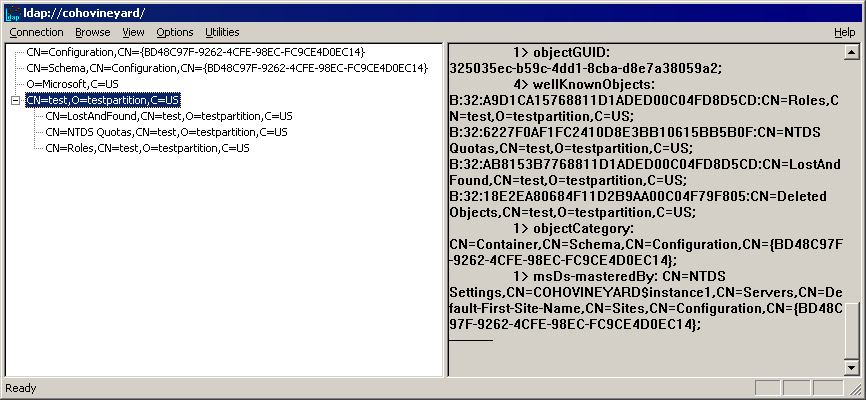 ldap://cohovineyard/
Connection Browse View Options Utilities Help
CN=Configuration,CN={BD48C97F-9262-4CFE-98EC-FC9CE4D0EC14}
CN=Schema,CN=Configuration,CN={BD48C97F-9262-4CFE-98EC-FC9CE4D0EC14}
O=Microsoft,C=US
CN=test,O=testpartition,C=US
CN=LostAndFound,CN=test,O=testpartition,C=US
CN=NTDS Quotas,CN=test,O=testpartition,C=US
CN=Roles,CN=test,O=testpartition,C=US
1> objectGUID:
325035ec-b59c-4dd1-8cba-d8e7a38059a2;
4> wellKnownObjects:
B:32:A9D1CA15768811D1ADED00C04FD8D5CD:CN=Roles,C
N=test,O=testpartition,C=US;
B:32:6227F0AF1FC2410D8E3BB10615BB5B0F:CN=NTDS
Quotas,CN=test,O=testpartition,C=US;
B:32:AB8153B7768811D1ADED00C04FD8D5CD:CN=LostAnd
Found,CN=test,O=testpartition,C=US;
B:32:18E2EA80684F11D2B9AA00C04F79F805:CN=Deleted
Objects,CN=test,O=testpartition,C=US;
1> objectCategory:
CN=Container,CN=Schema,CN=Configuration,CN={BD48C97F
-9262-4CFE-98EC-FC9CE4D0EC14};
1> msDs-masteredBy: CN=NTDS
Settings,CN=COHOVINEYARD$instance1,CN=Servers,CN=De
fault-First-Site-Name,CN=Sites,CN=Configuration,CN={BD48C
97F-9262-4CFE-98EC-FC9CE4D0EC14};
Ready